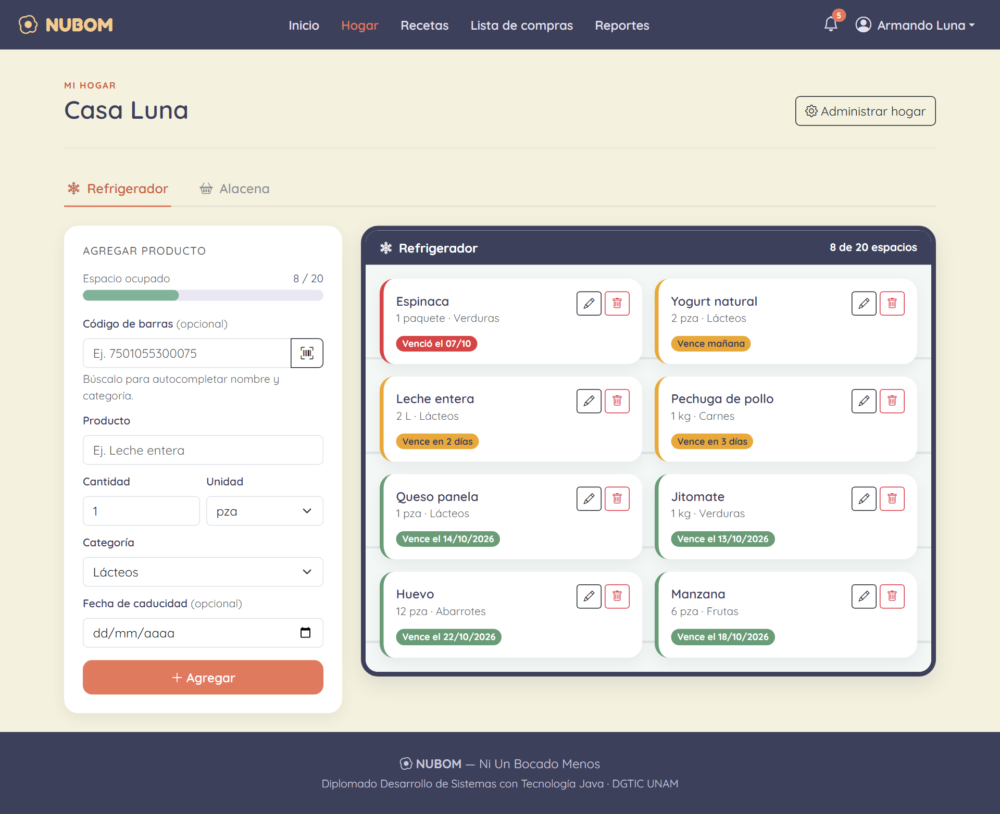 NUBOM
Inicio
Hogar
Recetas
Lista de compras
Reportes
5
Armando Luna
MI HOGAR
Casa Luna
Administrar hogar
Refrigerador
Alacena
AGREGAR PRODUCTO
Espacio ocupado
8 / 20
Código de barras (opcional)
Ej. 7501055300075
Búscalo para autocompletar nombre y
categoría.
Producto
Ej. Leche entera
Cantidad
Unidad
1
pza
Categoría
Lácteos
Fecha de caducidad (opcional)
dd/mm/aaaa
+ Agregar
Refrigerador
8 de 20 espacios
Espinaca
1 paquete · Verduras
Venció el 07/10
Yogurt natural
2 pza · Lácteos
Vence mañana
Leche entera
2 L · Lácteos
Vence en 2 días
Pechuga de pollo
1 kg · Carnes
Vence en 3 días
Queso panela
1 pza · Lácteos
Vence el 14/10/2026
Jitomate
1 kg · Verduras
Vence el 13/10/2026
Huevo
12 pza · Abarrotes
Vence el 22/10/2026
Manzana
6 pza · Frutas
Vence el 18/10/2026
NUBOM — Ni Un Bocado Menos
Diplomado Desarrollo de Sistemas con Tecnología Java · DGTIC UNAM